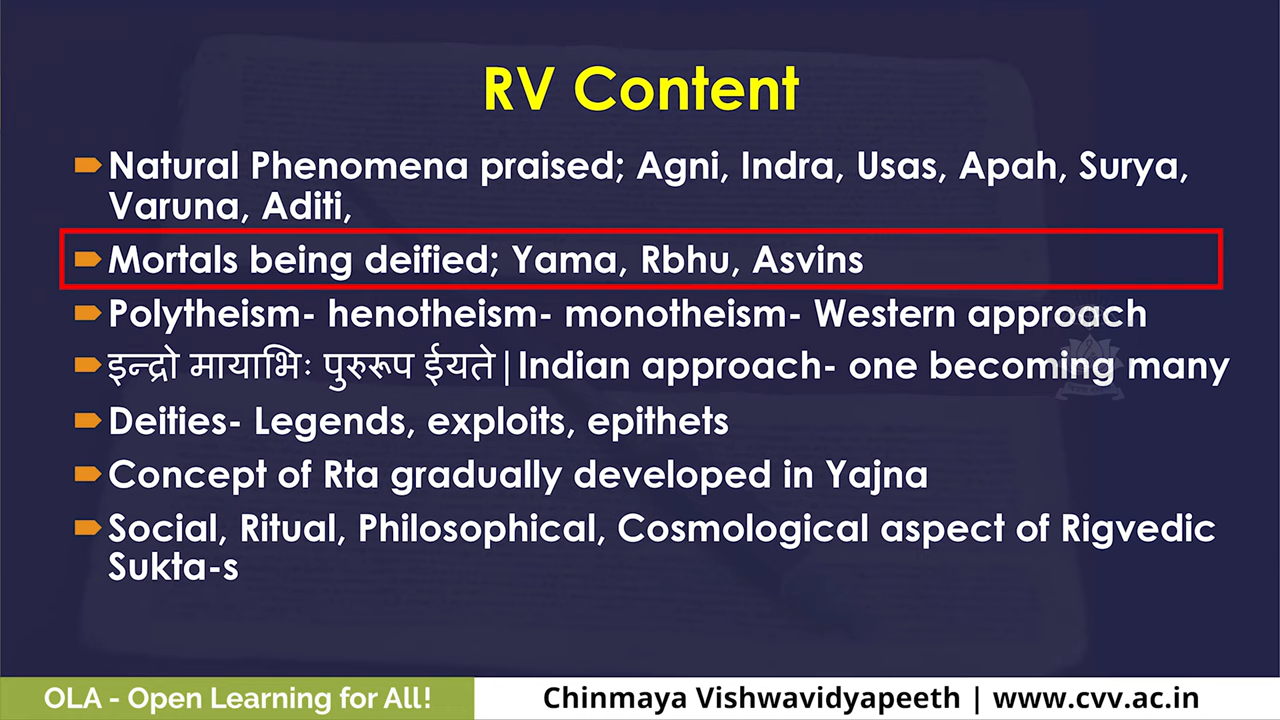 RV Content
Natural Phenomena praised; Agni, Indra, Usas, Apah, Surya,
Varuna, Aditi,
Mortals being deified; Yama, Rbhu, Asvins
Polytheism- henotheism- monotheism- Western approach
इन्द्रो मायाभिः पुरुरूप ईयते|Indian approach- one becoming many
Deities- Legends, exploits, epithets
Concept of Rta gradually developed in Yajna
Social, Ritual, Philosophical, Cosmological aspect of Rigvedic
Sukta-s
OLA - Open Learning for All!
Chinmaya Vishwavidyapeeth | www.cvv.ac.in